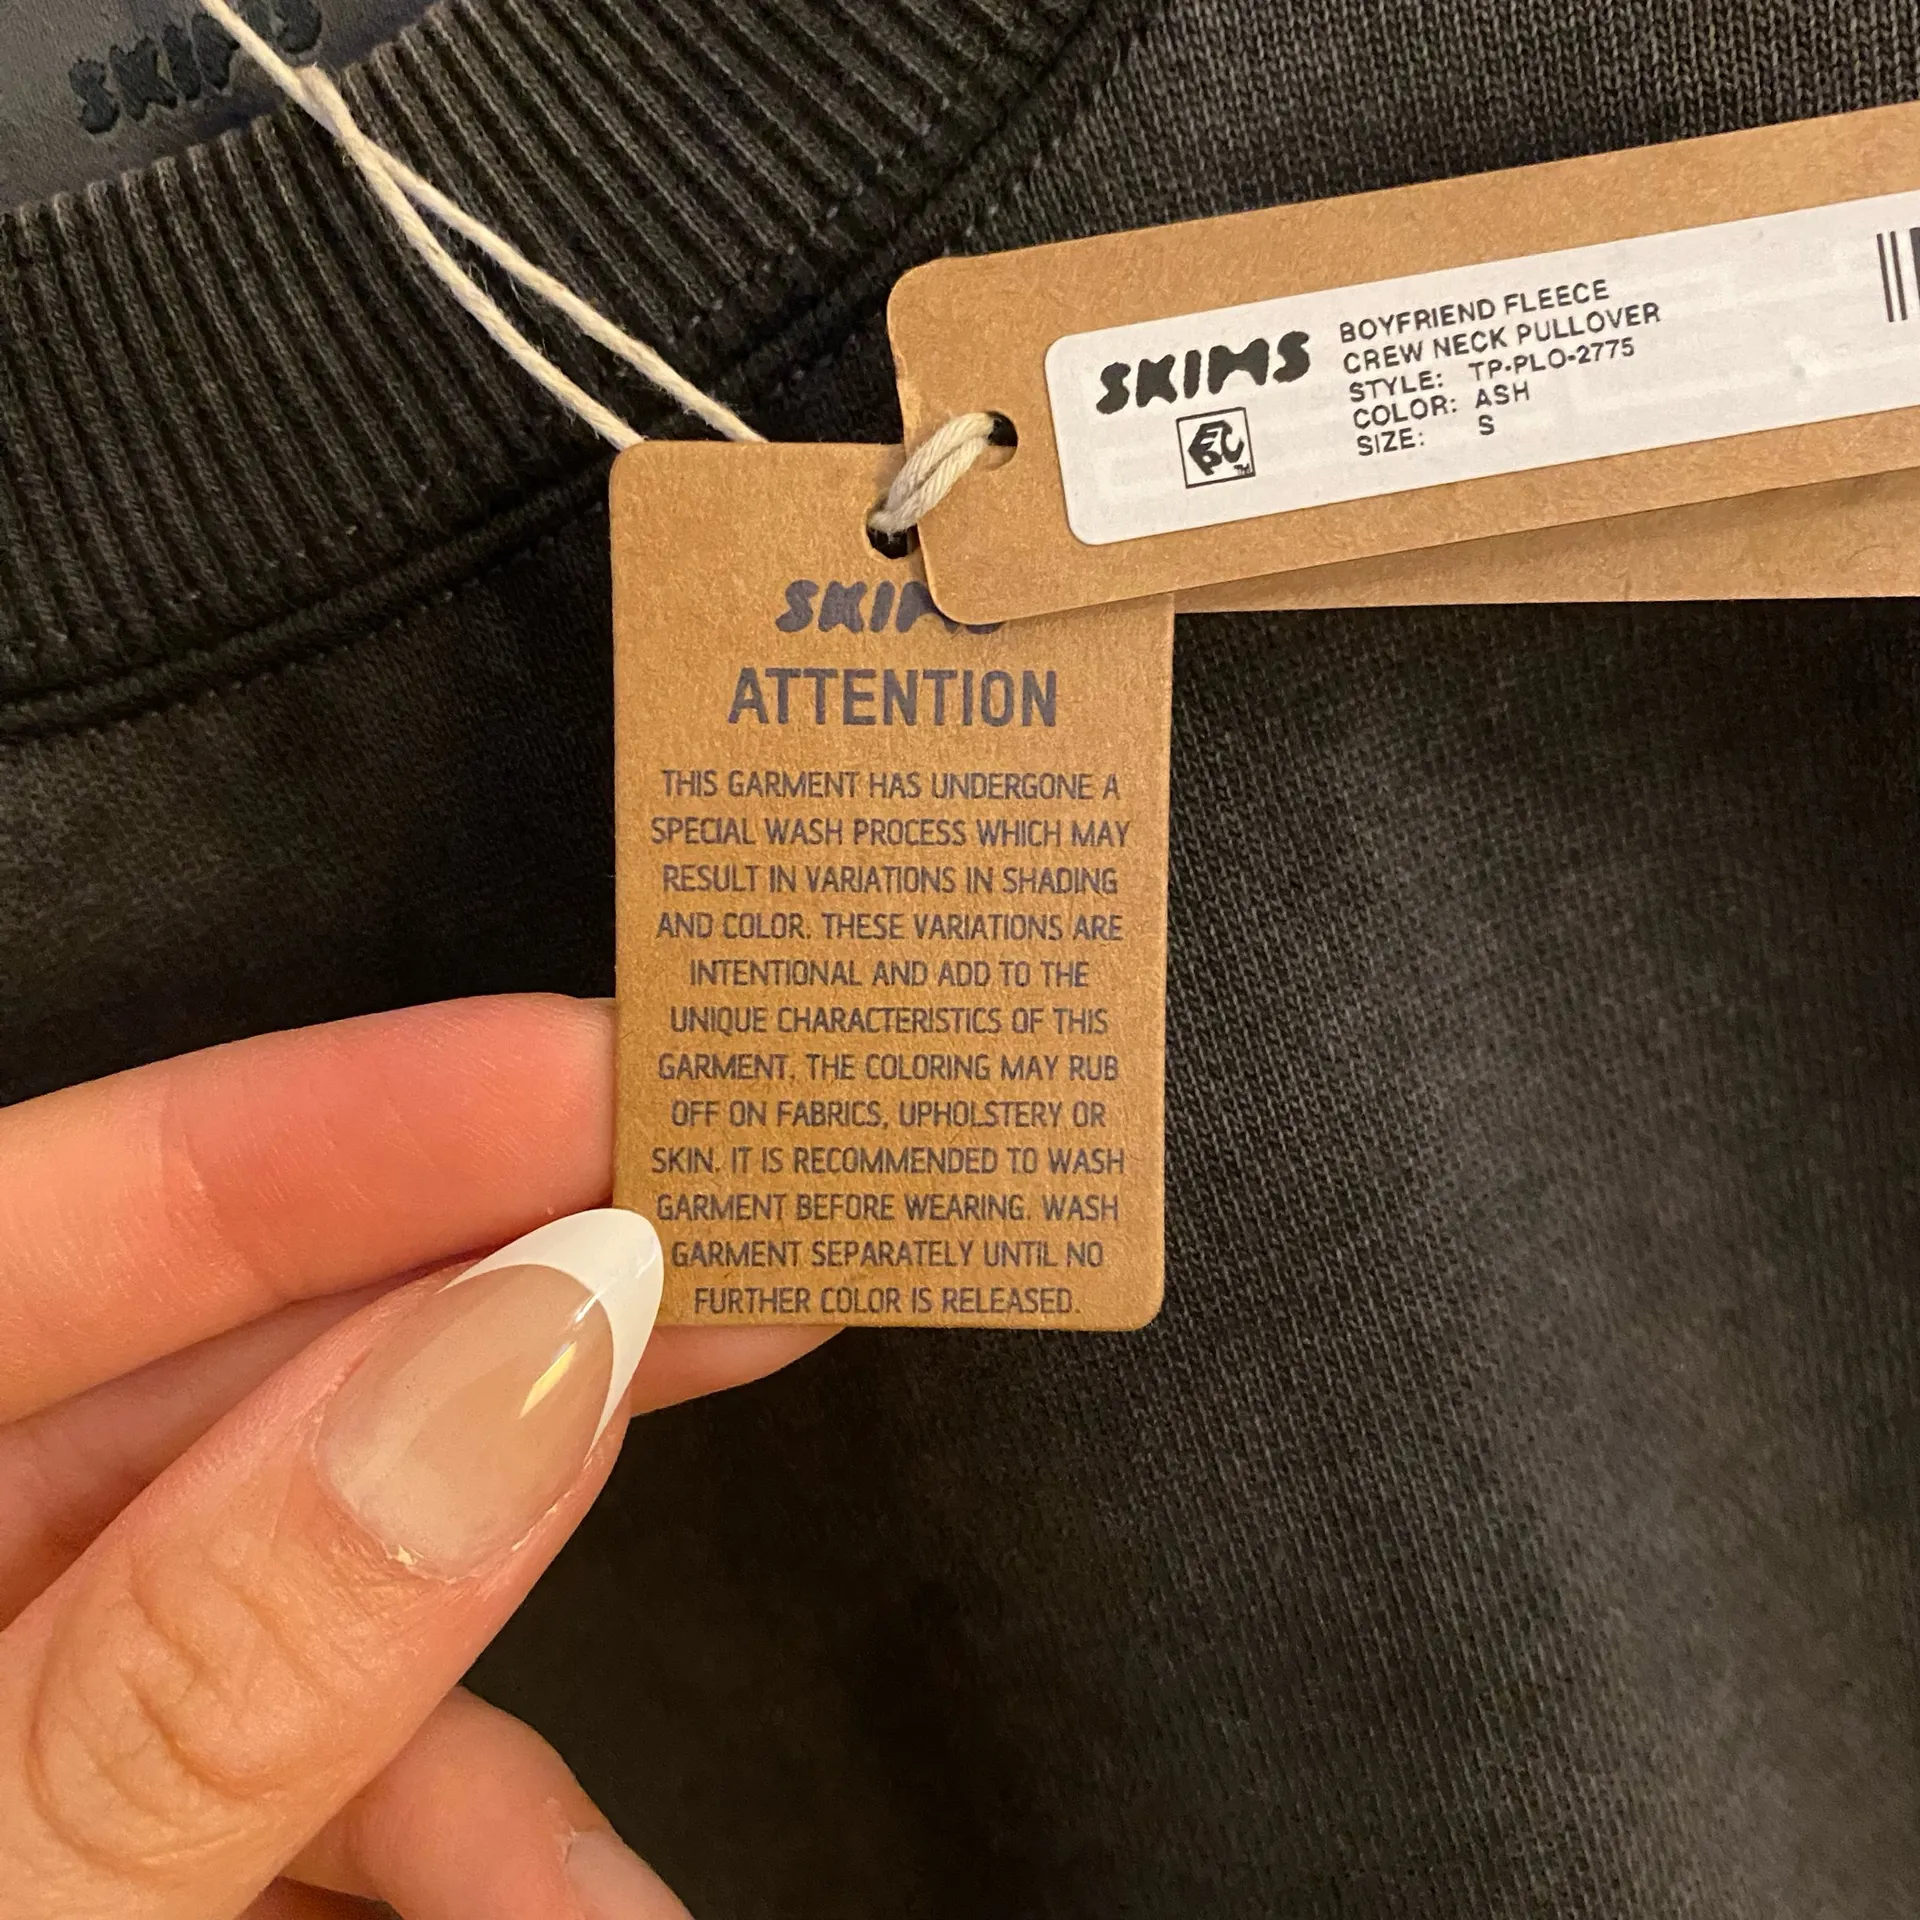 SKIMS
SKIMS
BOYFRIEND FLEECE
CREW NECK PULLOVER
STYLE: TP-PLO-2775
COLOR: ASH
SIZE: S
SKIMS
ATTENTION
THIS GARMENT HAS UNDERGONE A
SPECIAL WASH PROCESS WHICH MAY
RESULT IN VARIATIONS IN SHADING
AND COLOR. THESE VARIATIONS ARE
INTENTIONAL AND ADD TO THE
UNIQUE CHARACTERISTICS OF THIS
GARMENT. THE COLORING MAY RUB
OFF ON FABRICS, UPHOLSTERY OR
SKIN. IT IS RECOMMENDED TO WASH
GARMENT BEFORE WEARING. WASH
GARMENT SEPARATELY UNTIL NO
FURTHER COLOR IS RELEASED.